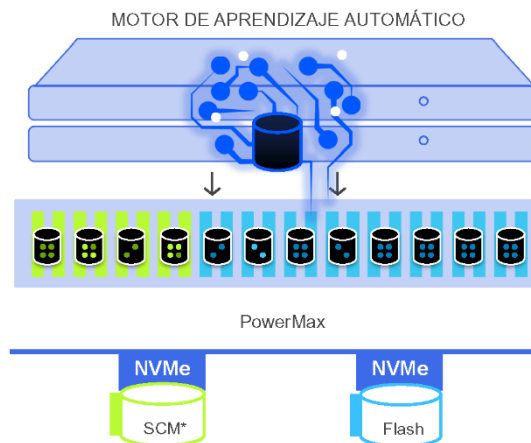 MOTOR DE APRENDIZAJE AUTOMÁTICO
PowerMax
NVMe
NVMe
SCM*
Flash